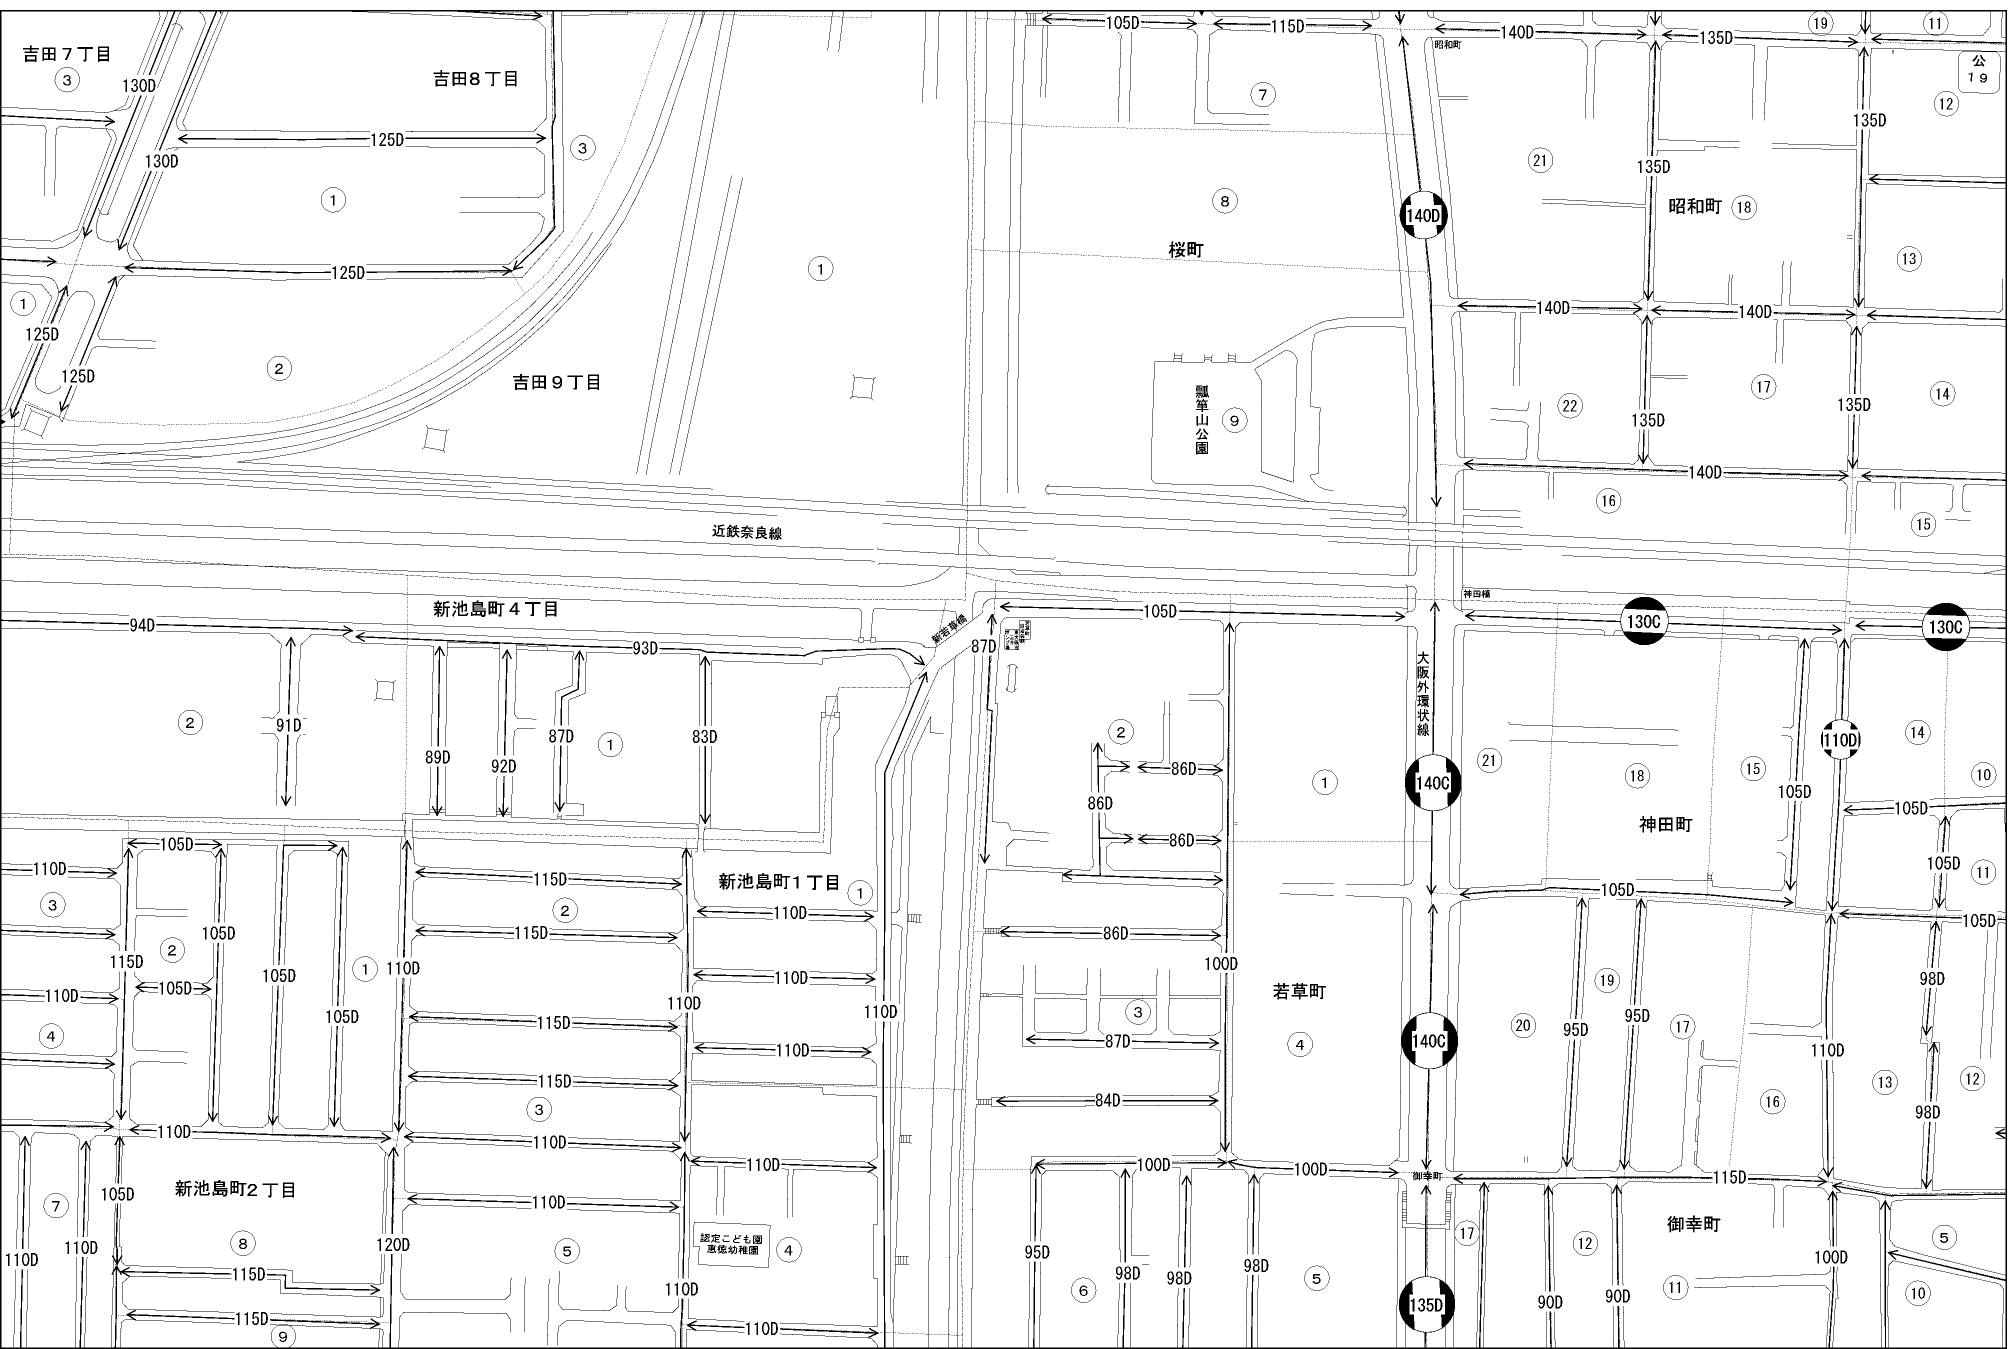 105D
115D
140D
135D
19
11
昭和町
公
19
吉田7丁目
3
130D
吉田8丁目
7
12
125D
3
130D
135D
21
135D
1
8
昭和町
18
140D
桜町
125D
1
13
1
125D
125D
2
140D
140D
吉田9丁目
瓢箪山公園
9
22
135D
17
135D
14
140D
16
15
近鉄奈良線
神田橋
新池島町4丁目
94D
93D
新若草橋
105D
130C
130C
87D
大阪外環状線
2
91D
89D
92D
87D
1
83D
2
86D
86D
86D
1
140C
21
18
15
105D
110D
14
10
105D
神田町
105D
110D
3
105D
115D
新池島町1丁目
1
110D
2
115D
105D
105D
11
105D
2
105D
115D
105D
1
110D
110D
105D
110D
4
105D
115D
110D
110D
110D
86D
100D
若草町
3
87D
4
140C
20
95D
19
95D
17
98D
110D
13
12
16
98D
115D
3
84D
110D
110D
110D
100D
100D
御幸町
115D
105D
新池島町2丁目
7
110D
110D
8
115D
120D
110D
5
認定こども園
恵徳幼稚園
4
110D
95D
98D
98D
98D
6
5
17
12
御幸町
100D
5
11
10
115D
9
110D
135D
90D
90D